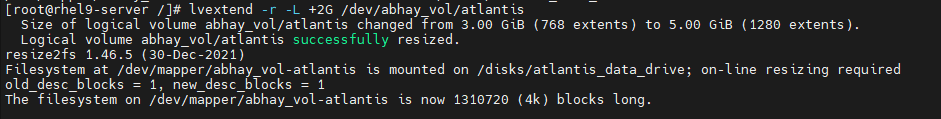 [root@rhel9-server /]# lvextend -r -L +2G /dev/abhay_vol/atlantis
  Size of logical volume abhay_vol/atlantis changed from 3.00 GiB (768 extents) to 5.00 GiB (1280 extents).
  Logical volume abhay_vol/atlantis successfully resized.
resize2fs 1.46.5 (30-Dec-2021)
Filesystem at /dev/mapper/abhay_vol-atlantis is mounted on /disks/atlantis_data_drive; on-line resizing required
old_desc_blocks = 1, new_desc_blocks = 1
The filesystem on /dev/mapper/abhay_vol-atlantis is now 1310720 (4k) blocks long.